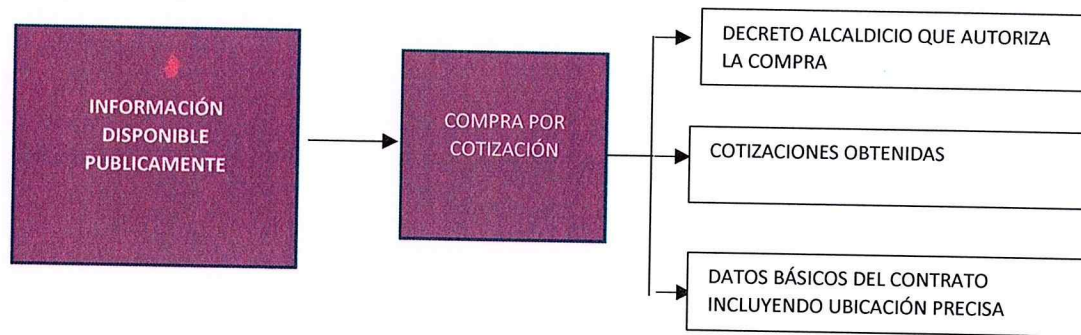 INFORMACIÓN
DISPONIBLE
PUBLICAMENTE
COMPRA POR
COTIZACIÓN
DECRETO ALCALDICIO QUE AUTORIZA
LA COMPRA
COTIZACIONES OBTENIDAS
DATOS BÁSICOS DEL CONTRATO
INCLUYENDO UBICACIÓN PRECISA